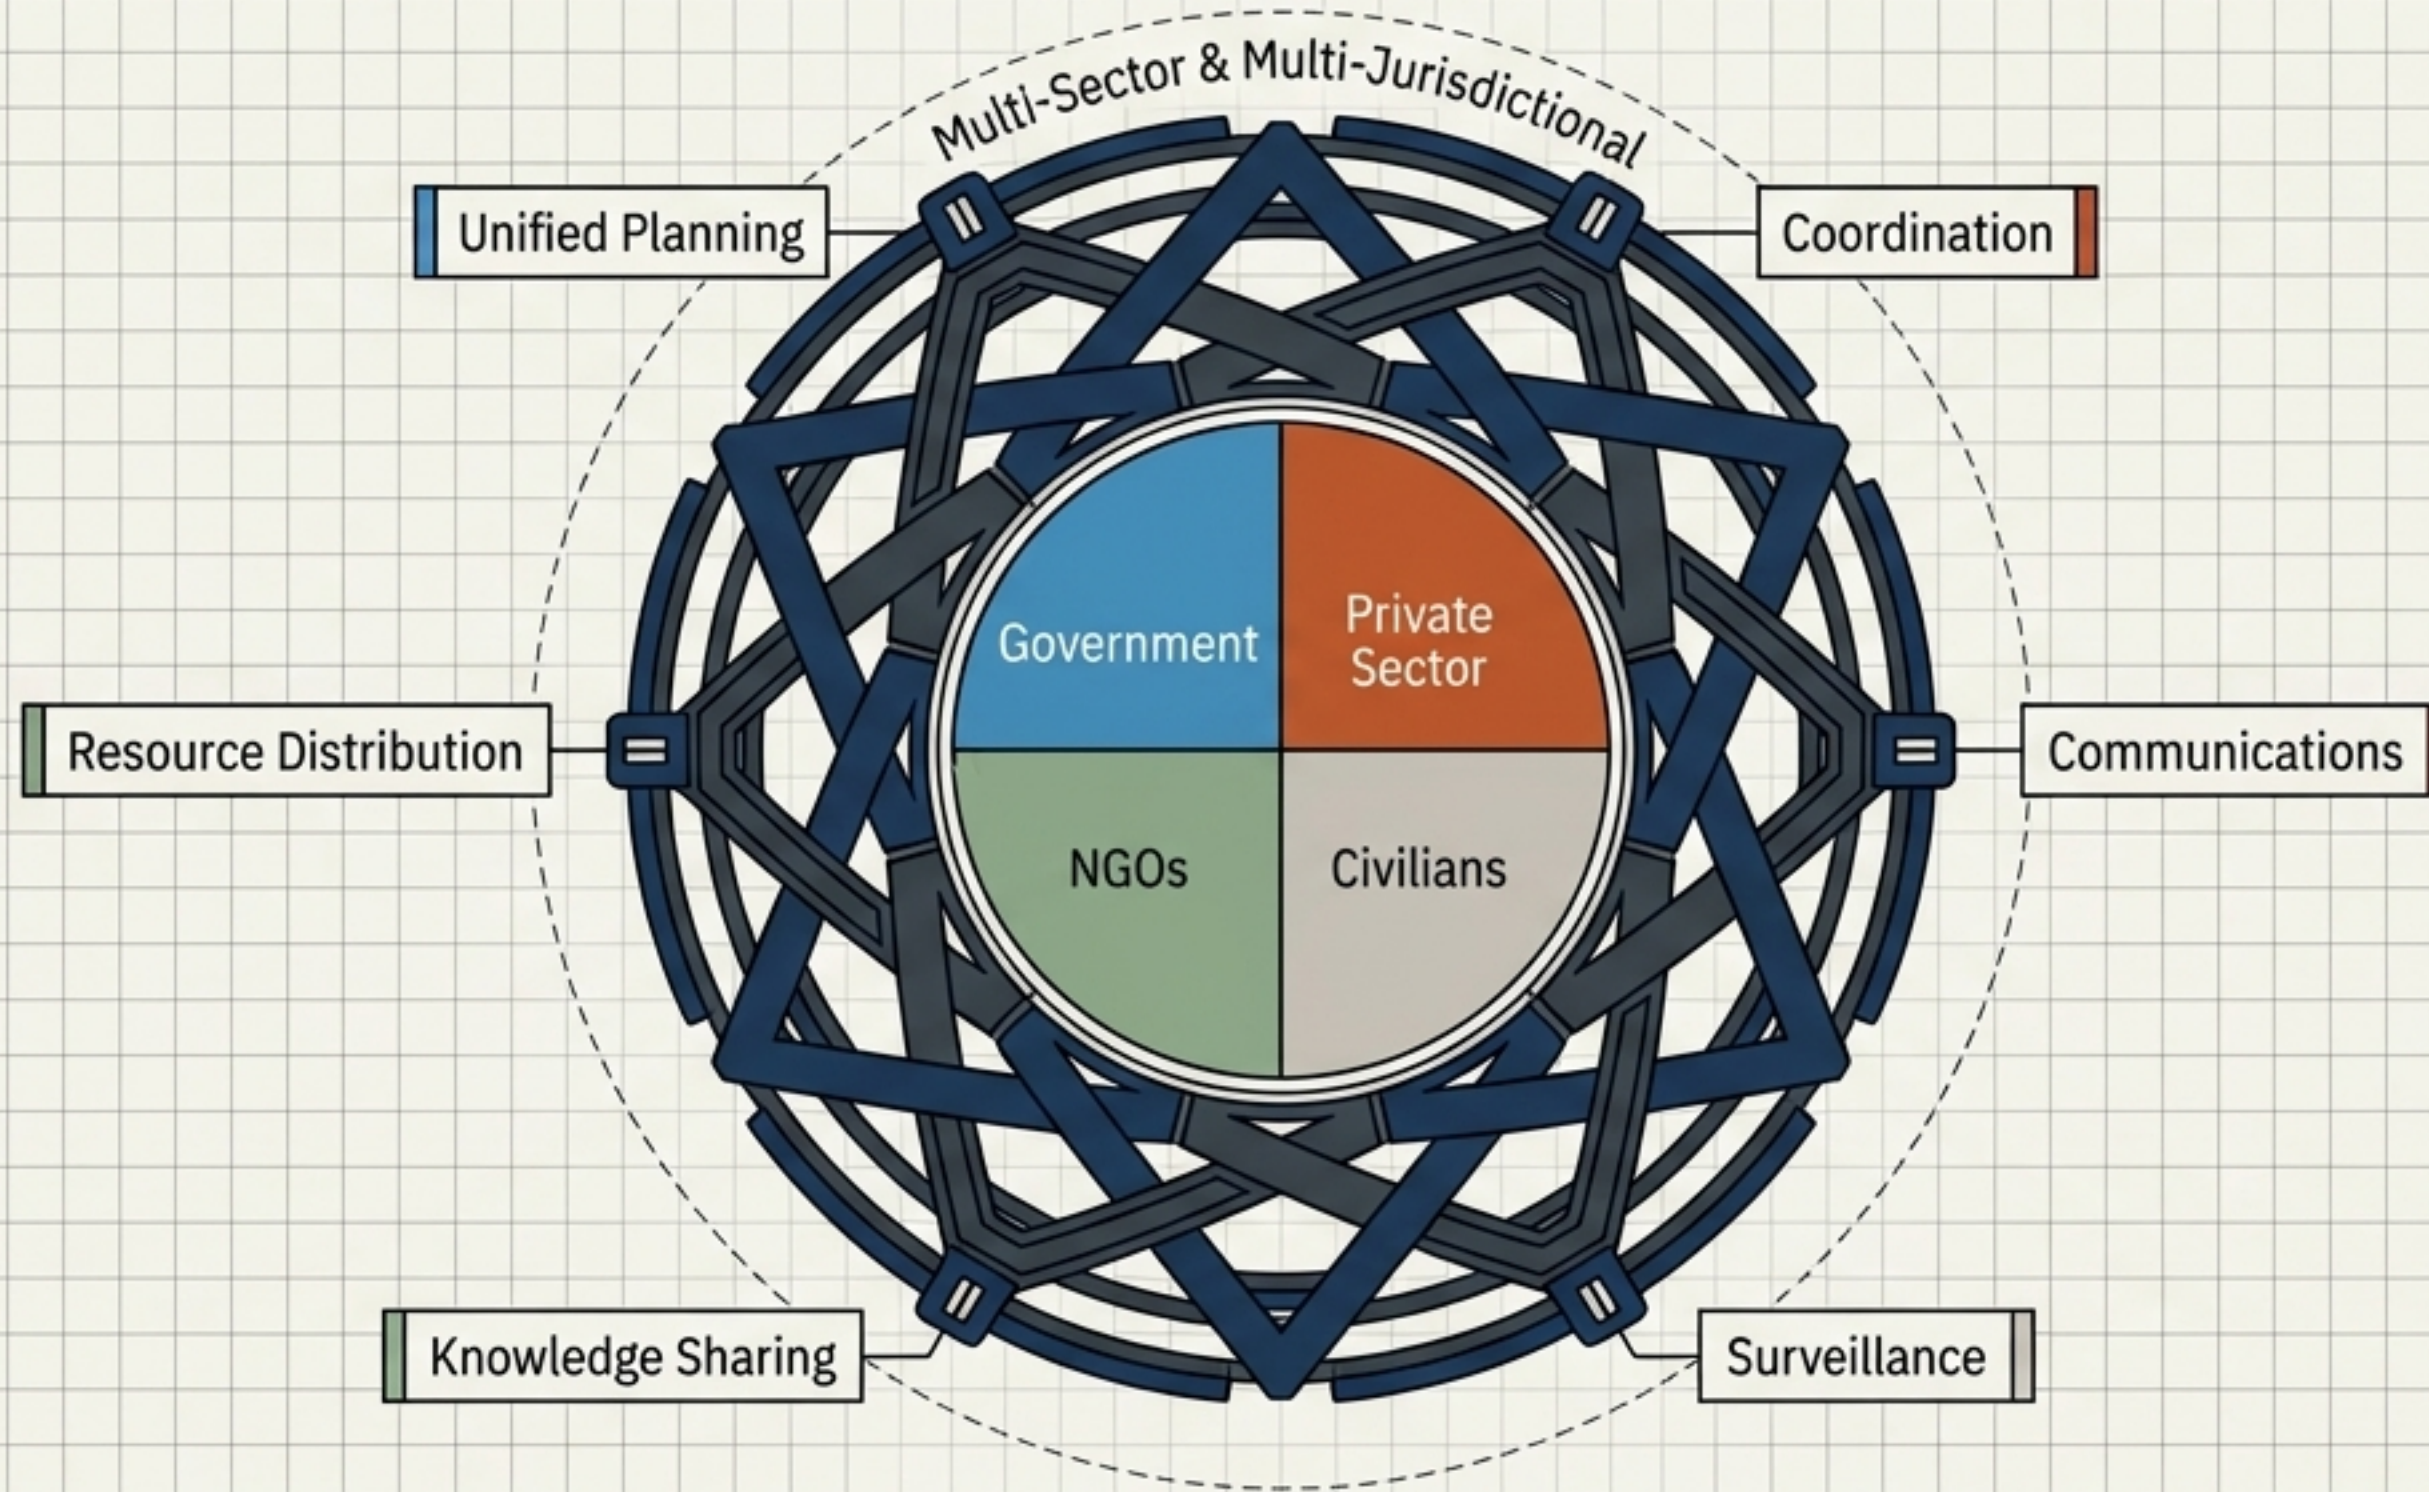 Multi-Sector & Multi-Jurisdictional
Unified Planning
Coordination
Government
Private
Sector
Resource Distribution
Communications
NGOs
Civilians
Knowledge Sharing
Surveillance